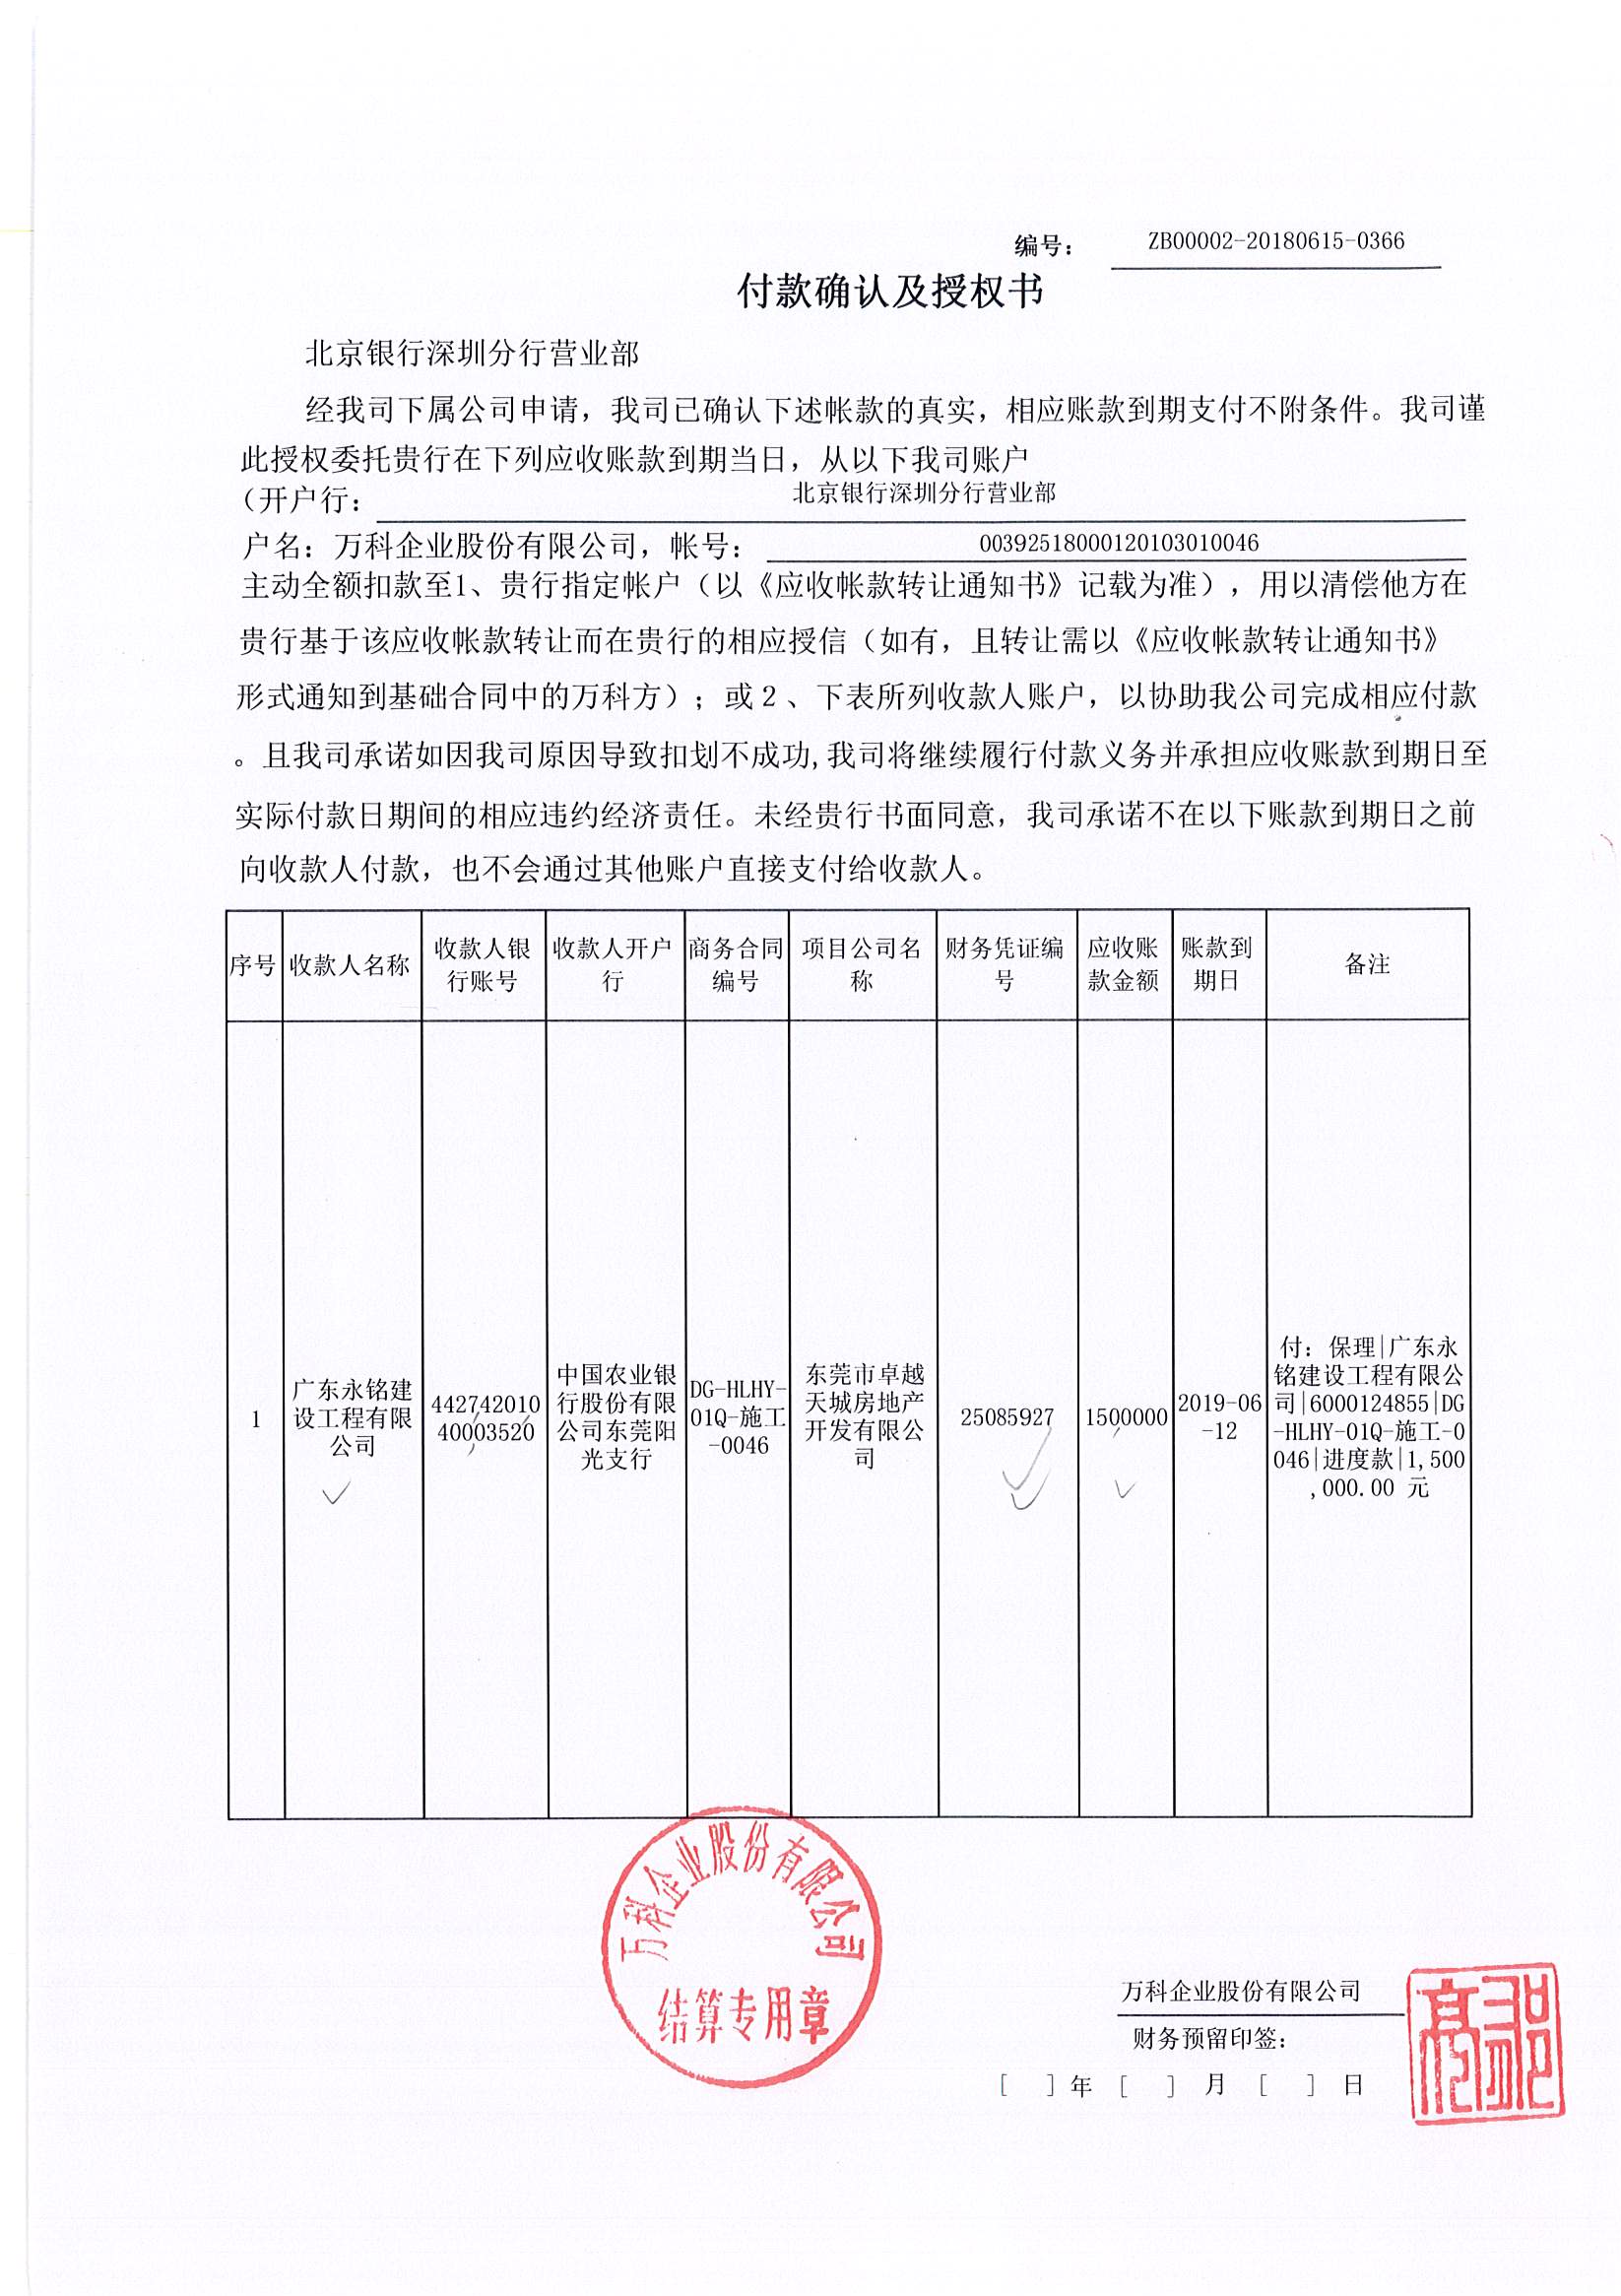 编号： ZB00002-20180615-0366
付款确认及授权书
北京银行深圳分行营业部
经我司下属公司申请，我司已确认下述帐款的真实，相应账款到期支付不附条件。我司谨
此授权委托贵行在下列应收账款到期当日，从以下我司账户
（开户行： 北京银行深圳分行营业部
户名：万科企业股份有限公司，帐号： 00392518000120103010046
主动全额扣款至1、贵行指定帐户（以《应收帐款转让通知书》记载为准），用以清偿他方在
贵行基于该应收帐款转让而在贵行的相应授信（如有，且转让需以《应收帐款转让通知书》
形式通知到基础合同中的万科方）；或２、下表所列收款人账户，以协助我公司完成相应付款
。且我司承诺如因我司原因导致扣划不成功,我司将继续履行付款义务并承担应收账款到期日至
实际付款日期间的相应违约经济责任。未经贵行书面同意，我司承诺不在以下账款到期日之前
向收款人付款，也不会通过其他账户直接支付给收款人。
序号
收款人名称
收款人银
行账号
收款人开户
行
商务合同
编号
项目公司名
称
财务凭证编
号
应收账
款金额
账款到
期日
备注
1
广东永铭建
设工程有限
公司
442742010
40003520
中国农业银
行股份有限
公司东莞阳
光支行
DG-HLHY-
01Q-施工
-0046
东莞市卓越
天城房地产
开发有限公
司
25085927
1500000
2019-06
-12
付：保理|广东永
铭建设工程有限公
司|6000124855|DG
-HLHY-01Q-施工-0
046|进度款|1,500
,000.00 元
万科企业股份有限公司
结算专用章
万科企业股份有限公司
财务预留印签：
[ ]年[ ]月[ ]日